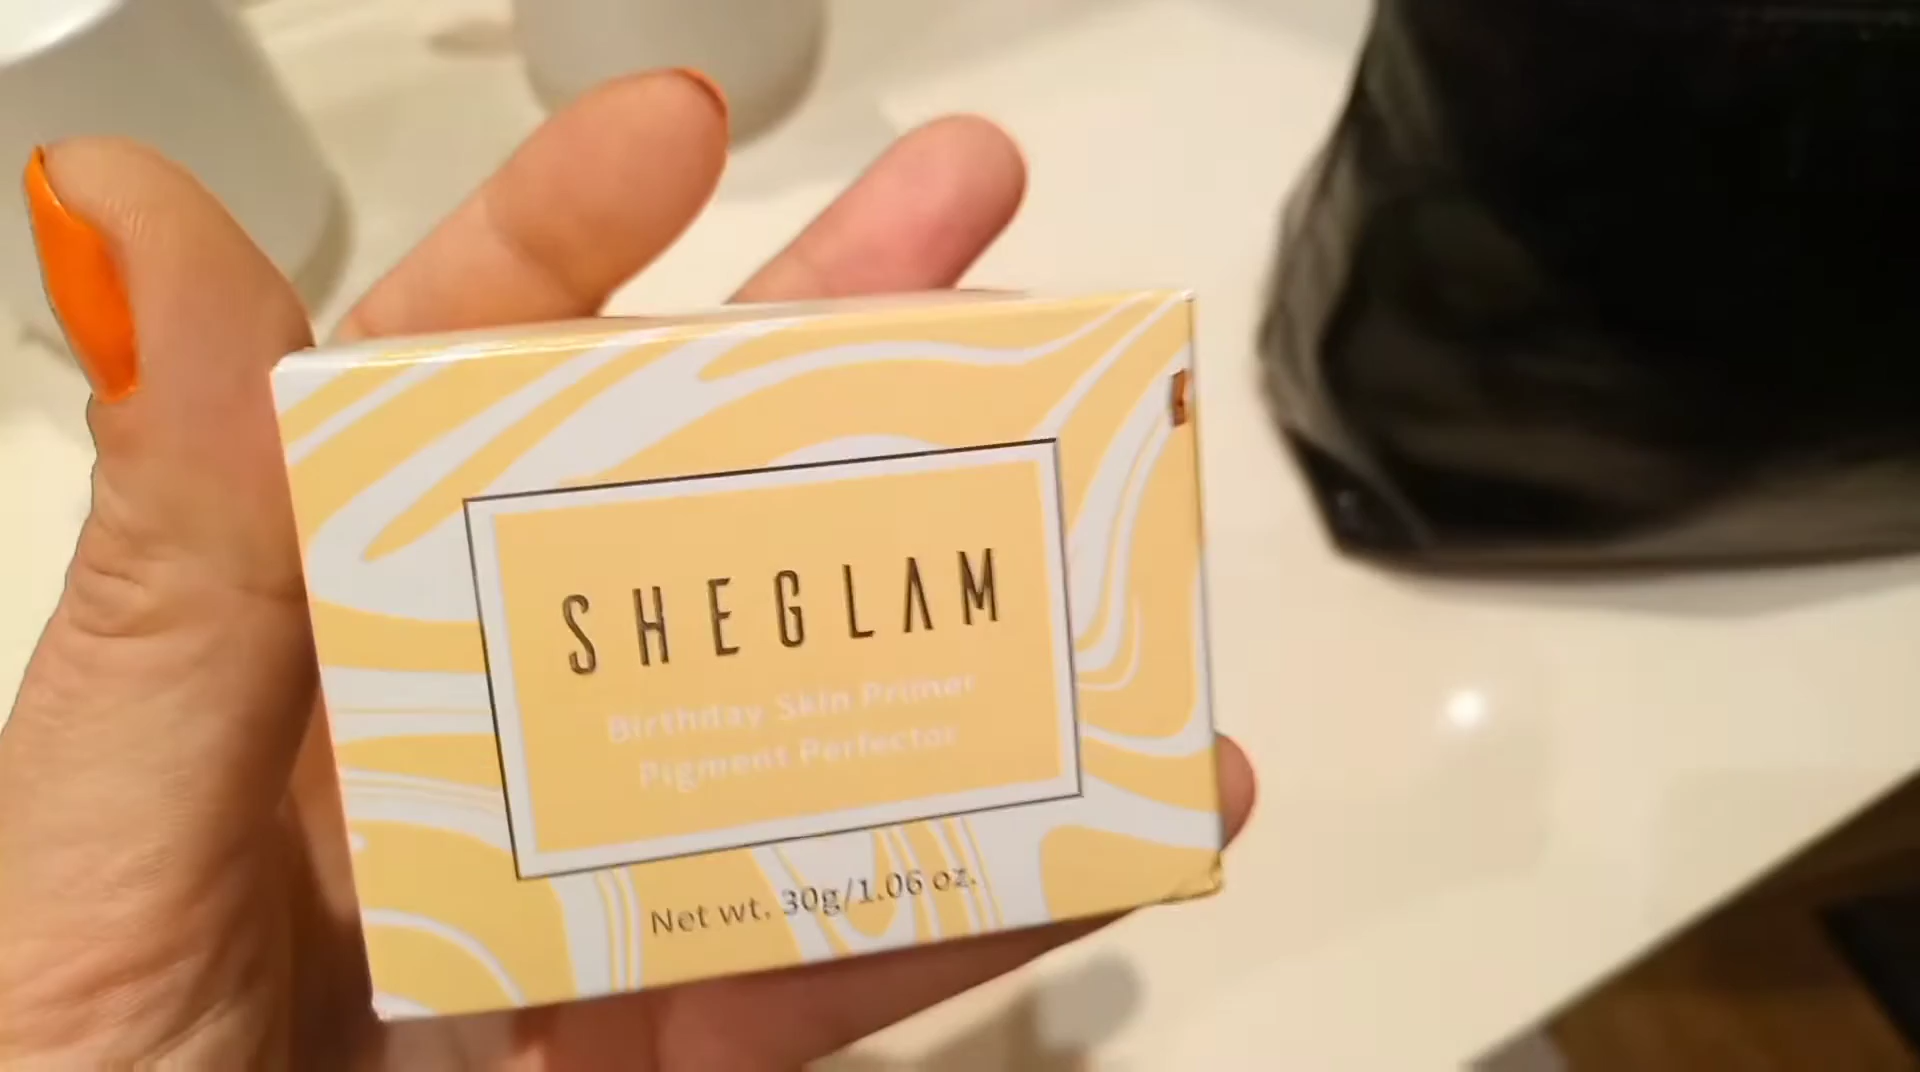 SHEGLAM
Birthday Skin Primer
Pigment Perfector
Net wt. 30g/1.06 oz.